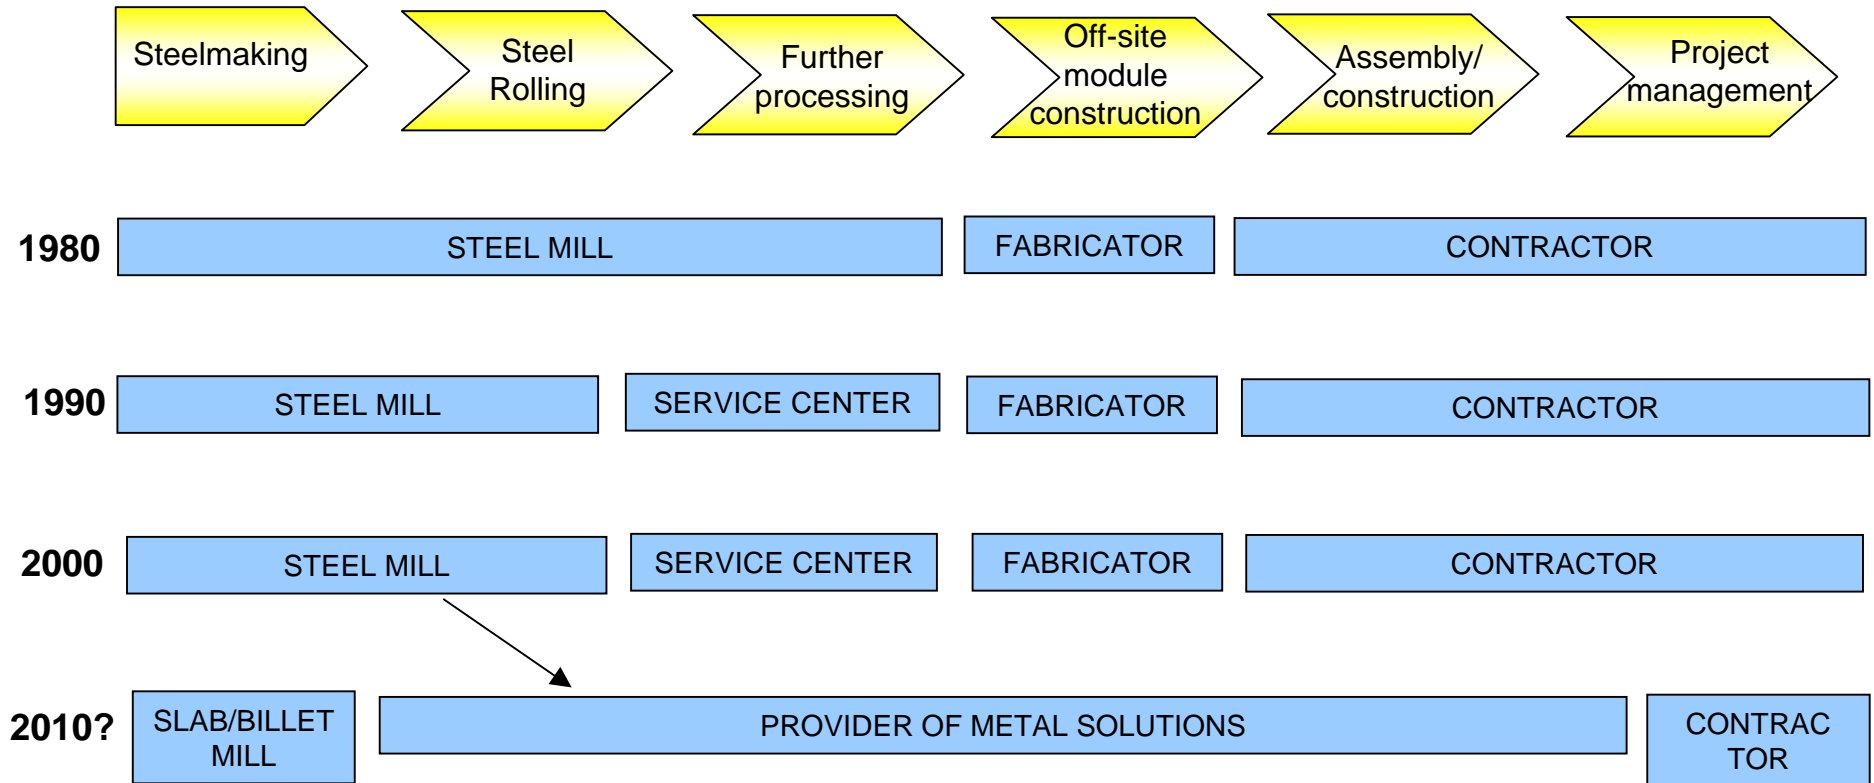 Steelmaking
Steel
Rolling
Further
processing
Off-site
module
construction
Assembly/
construction
Project
management
1980
STEEL MILL
FABRICATOR
CONTRACTOR
1990
STEEL MILL
SERVICE CENTER
FABRICATOR
CONTRACTOR
2000
STEEL MILL
SERVICE CENTER
FABRICATOR
CONTRACTOR
2010?
SLAB/BILLET
MILL
PROVIDER OF METAL SOLUTIONS
CONTRAC
TOR